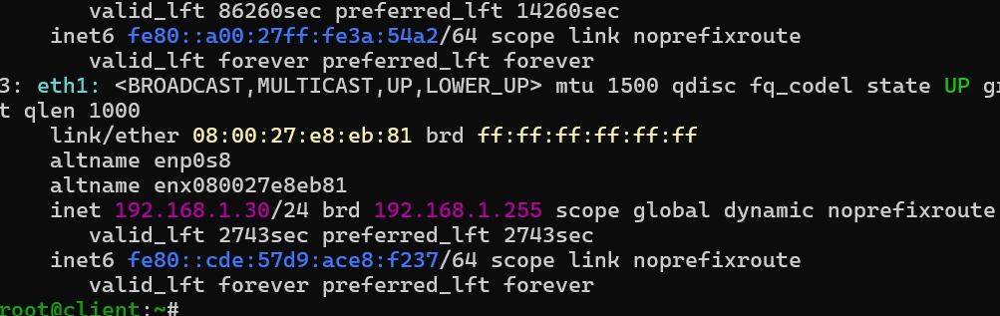 valid_lft 86260sec preferred_lft 14260sec
inet6 fe80::a00:27ff:fe3a:54a2/64 scope link noprefixroute
valid_lft forever preferred_lft forever
3: eth1: <BROADCAST,MULTICAST,UP,LOWER_UP> mtu 1500 qdisc fq_codel state UP g
t qlen 1000
link/ether 08:00:27:e8:eb:81 brd ff:ff:ff:ff:ff:ff
altname enp0s8
altname enx080027e8eb81
inet 192.168.1.30/24 brd 192.168.1.255 scope global dynamic noprefixroute
valid_lft 2743sec preferred_lft 2743sec
inet6 fe80::cde:57d9:ace8:f237/64 scope link noprefixroute
valid_lft forever preferred_lft forever
root@client:~#